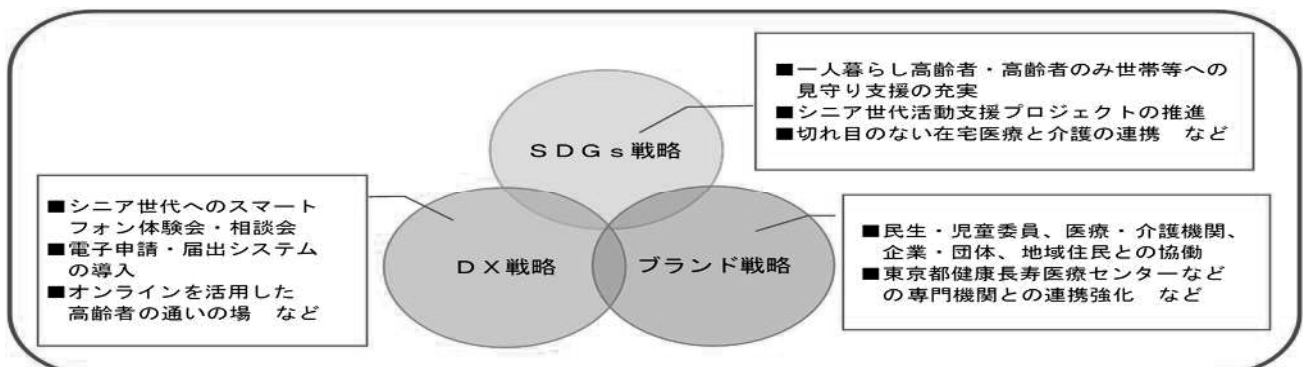 ■一人暮らし高齢者・高齢者のみ世帯等への
見守り支援の充実
■シニア世代活動支援プロジェクトの推進
■切れ目のない在宅医療と介護の連携　など
ＳＤＧｓ戦略
■シニア世代へのスマート
フォン体験会・相談会
■電子申請・届出システム
の導入
■オンラインを活用した
高齢者の通いの場　など
ＤＸ戦略
ブランド戦略
■民生・児童委員、医療・介護機関、
企業・団体、地域住民との協働
■東京都健康長寿医療センターなど
の専門機関との連携強化　など